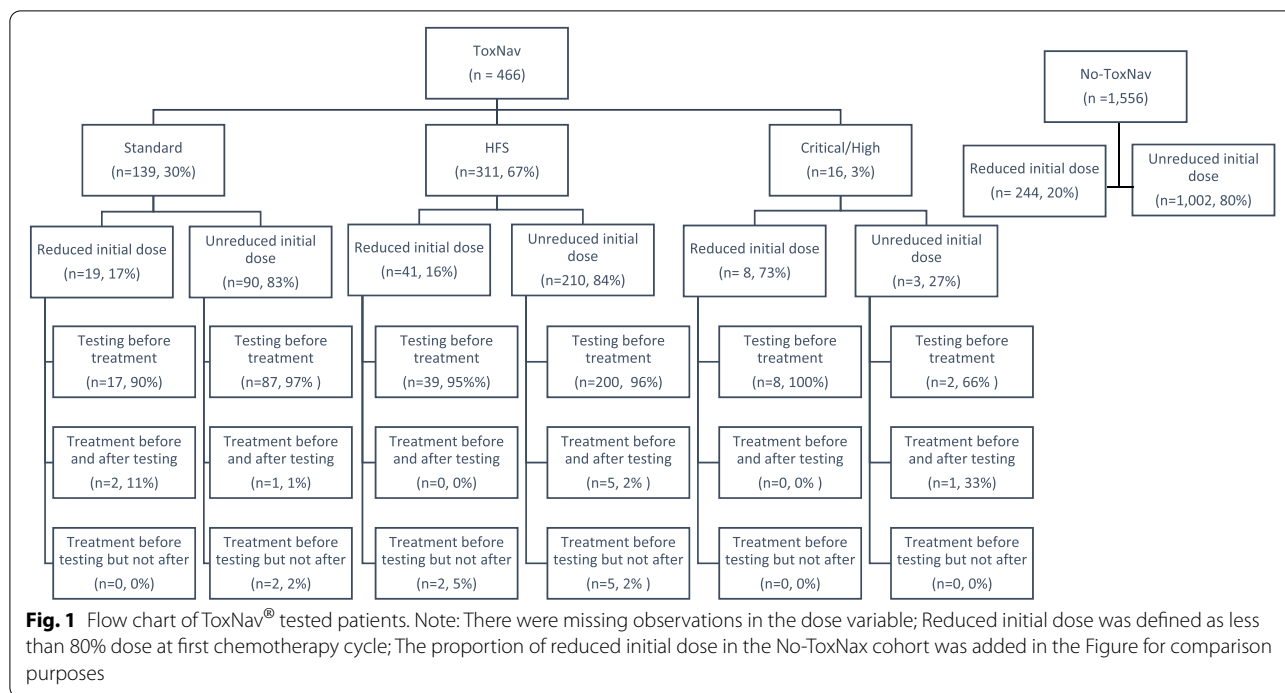 ToxNav
(n = 466)
No-ToxNav
(n =1,556)
Standard
(n=139, 30%)
HFS
(n=311, 67%)
Critical/High
(n=16, 3%)
Reduced initial dose
(n= 244, 20%)
Unreduced initial
dose
(n=1,002, 80%)
Reduced initial dose
(n=19, 17%)
Unreduced initial
dose
(n=90, 83%)
Reduced initial dose
(n=41, 16%)
Unreduced initial
dose
(n=210, 84%)
Reduced initial dose
(n= 8, 73%)
Unreduced initial
dose
(n=3, 27%)
Testing before
treatment
(n=17, 90%)
Testing before
treatment
(n=87, 97% )
Testing before
treatment
(n=39, 95%%)
Testing before
treatment
(n=200, 96%)
Testing before
treatment
(n=8, 100%)
Testing before
treatment
(n=2, 66% )
Treatment before
and after testing
(n=2, 11%)
Treatment before
and after testing
(n=1, 1%)
Treatment before
and after testing
(n=0, 0%)
Treatment before
and after testing
(n=5, 2% )
Treatment before
and after testing
(n=0, 0% )
Treatment before
and after testing
(n=1, 33%)
Treatment before
testing but not after
(n=0, 0%)
Treatment before
testing but not after
(n=2, 2%)
Treatment before
testing but not after
(n=2, 5%)
Treatment before
testing but not after
(n=5, 2% )
Treatment before
testing but not after
(n=0, 0%)
Treatment before
testing but not after
(n=0, 0%)
Fig. 1 Flow chart of ToxNav® tested patients. Note: There were missing observations in the dose variable; Reduced initial dose was defined as less
than 80% dose at first chemotherapy cycle; The proportion of reduced initial dose in the No-ToxNax cohort was added in the Figure for comparison
purposes